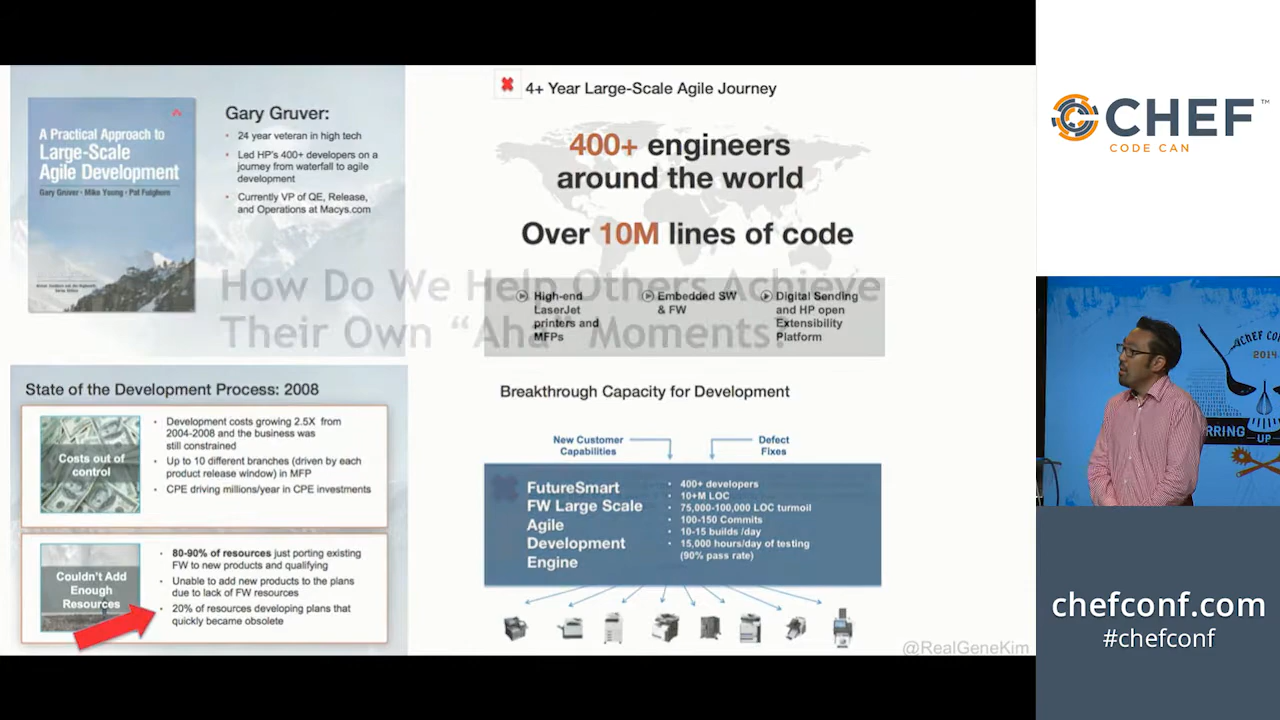 A Practical Approach to
Large-Scale
Agile Development
Gary Gruver • Mike Young • Pat Fulghum
Gary Gruver:
• 24 year veteran in high tech
• Led HP's 400+ developers on a
journey from waterfall to agile
development
• Currently VP of QE, Release,
and Operations at Macys.com
4+ Year Large-Scale Agile Journey
400+ engineers
around the world
Over 10M lines of code
High-end
LaserJet
printers and
MFPs
Embedded SW
& FW
Digital Sending
and HP open
Extensibility
Platform
How Do We Help Others Achieve
Their Own "Aha" Moments?
State of the Development Process: 2008
Costs out of
control
• Development costs growing 2.5X from
2004-2008 and the business was
still constrained
• Up to 10 different branches (driven by each
product release window) in MFP
• CPE driving millions/year in CPE investments
Couldn't Add
Enough
Resources
• 80-90% of resources just porting existing
FW to new products and qualifying
• Unable to add new products to the plans
due to lack of FW resources
• 20% of resources developing plans that
quickly became obsolete
Breakthrough Capacity for Development
New Customer
Capabilities
Defect
Fixes
FutureSmart
FW Large Scale
Agile
Development
Engine
• 400+ developers
• 10+M LOC
• 75,000-100,000 LOC turmoil
• 100-150 Commits
• 10-15 builds /day
• 15,000 hours/day of testing
(90% pass rate)
@RealGeneKim
CHEF™
CODE CAN
2014
UP
chefconf.com
#chefconf